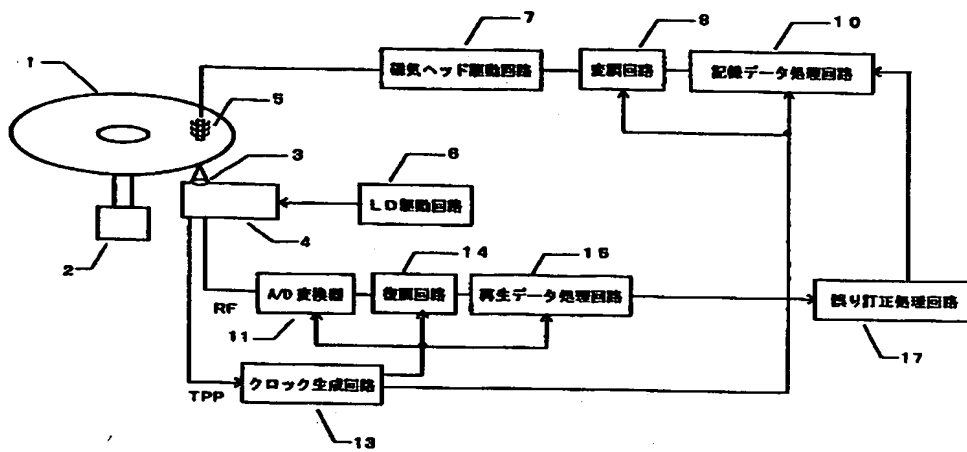 7
8
10
1
磁気ヘッド駆動回路
変調回路
記録データ処理回路
5
3
6
LD駆動回路
2
4
14
15
A/D変換器
復調回路
再生データ処理回路
誤り訂正処理回路
RF
11
17
クロック生成回路
TPP
13